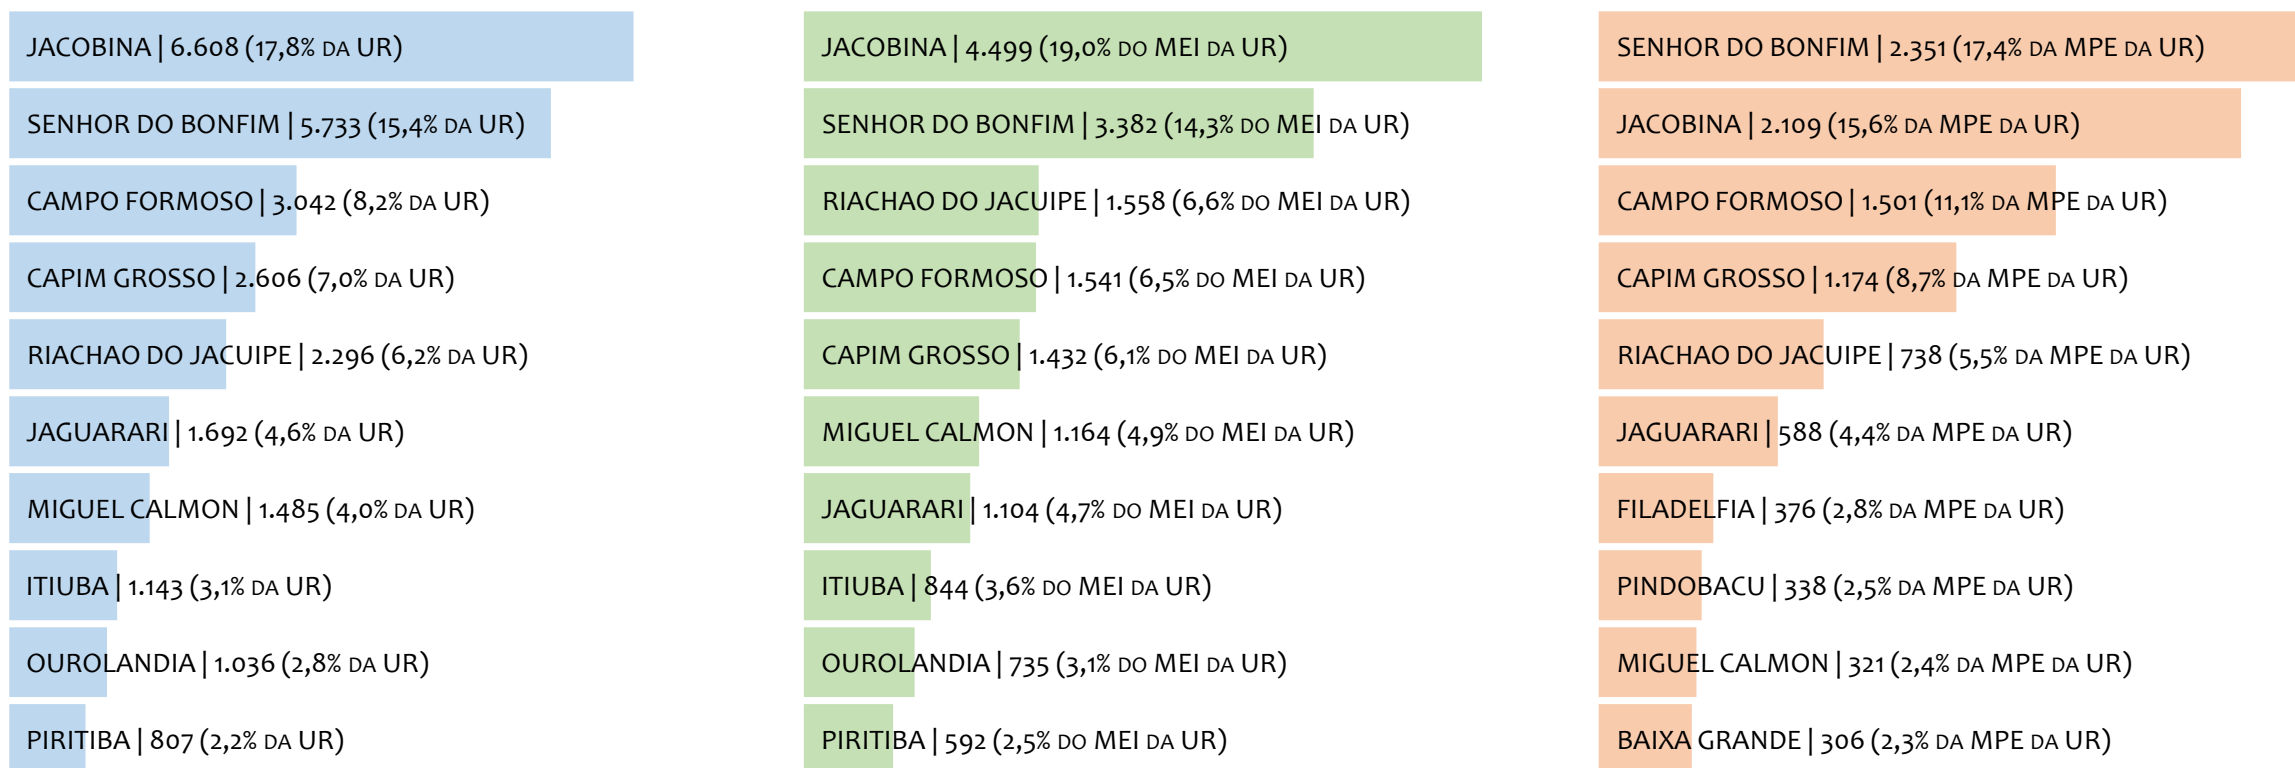 JACOBINA | 6.608 (17,8% DA UR)
SENHOR DO BONFIM | 5.733 (15,4% DA UR)
CAMPO FORMOSO | 3.042 (8,2% DA UR)
CAPIM GROSSO | 2.606 (7,0% DA UR)
RIACHAO DO JACUIPE | 2.296 (6,2% DA UR)
JAGUARARI | 1.692 (4,6% DA UR)
MIGUEL CALMON | 1.485 (4,0% DA UR)
ITIUBA | 1.143 (3,1% DA UR)
OUROLANDIA | 1.036 (2,8% DA UR)
PIRITIBA | 807 (2,2% DA UR)
JACOBINA | 4.499 (19,0% DO MEI DA UR)
SENHOR DO BONFIM | 3.382 (14,3% DO MEI DA UR)
RIACHAO DO JACUIPE | 1.558 (6,6% DO MEI DA UR)
CAMPO FORMOSO | 1.541 (6,5% DO MEI DA UR)
CAPIM GROSSO | 1.432 (6,1% DO MEI DA UR)
MIGUEL CALMON | 1.164 (4,9% DO MEI DA UR)
JAGUARARI | 1.104 (4,7% DO MEI DA UR)
ITIUBA | 844 (3,6% DO MEI DA UR)
OUROLANDIA | 735 (3,1% DO MEI DA UR)
PIRITIBA | 592 (2,5% DO MEI DA UR)
SENHOR DO BONFIM | 2.351 (17,4% DA MPE DA UR)
JACOBINA | 2.109 (15,6% DA MPE DA UR)
CAMPO FORMOSO | 1.501 (11,1% DA MPE DA UR)
CAPIM GROSSO | 1.174 (8,7% DA MPE DA UR)
RIACHAO DO JACUIPE | 738 (5,5% DA MPE DA UR)
JAGUARARI | 588 (4,4% DA MPE DA UR)
FILADELFIA | 376 (2,8% DA MPE DA UR)
PINDOBACU | 338 (2,5% DA MPE DA UR)
MIGUEL CALMON | 321 (2,4% DA MPE DA UR)
BAIXA GRANDE | 306 (2,3% DA MPE DA UR)